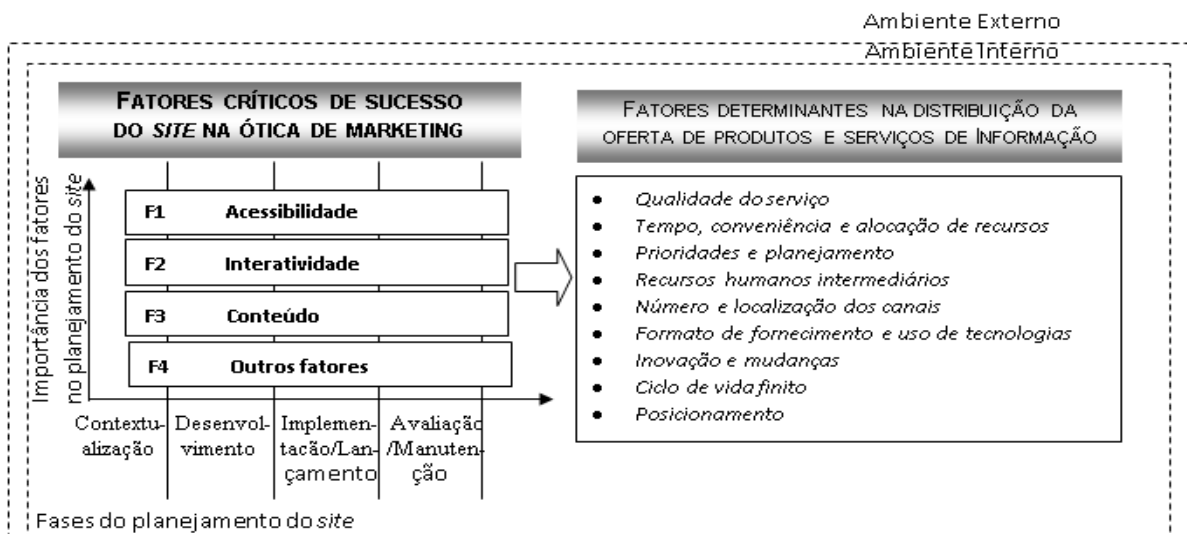 Ambiente Externo
Ambiente Interno
FATORES CRÍTICOS DE SUCESSO
DO SITE NA ÓTICA DE MARKETING
Importância dos fatores
no planejamento do site
F1 Acessibilidade
F2 Interatividade
F3 Conteúdo
F4 Outros fatores
Contextu-
alização
Desenvol-
vimento
Implemen-
tacão/Lan-
çamento
Avaliação
/Manuten-
ção
Fases do planejamento do site
FATORES DETERMINANTES NA DISTRIBUIÇÃO DA
OFERTA DE PRODUTOS E SERVIÇOS DE INFORMAÇÃO
• Qualidade do serviço
• Tempo, conveniência e alocação de recursos
• Prioridades e planejamento
• Recursos humanos intermediários
• Número e localização dos canais
• Formato de fornecimento e uso de tecnologias
• Inovação e mudanças
• Ciclo de vida finito
• Posicionamento